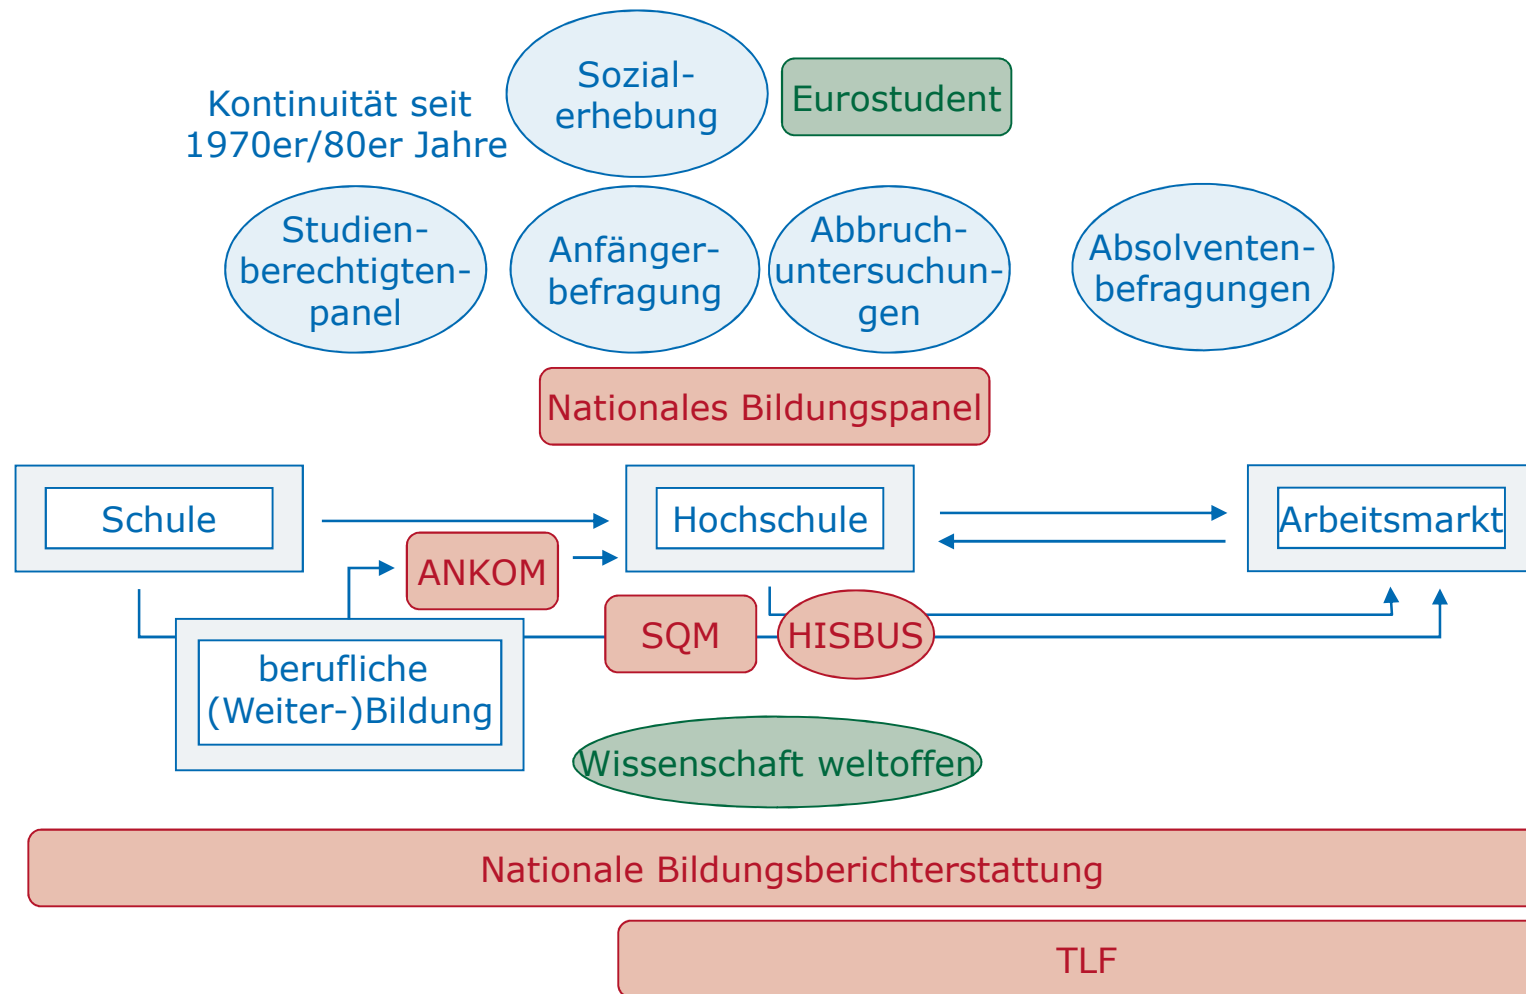 Sozial-
erhebung
Eurostudent
Kontinuität seit
1970er/80er Jahre
Studien-
berechtigten-
panel
Anfänger-
befragung
Abbruch-
untersuchun-
gen
Absolventen-
befragungen
Nationales Bildungspanel
Schule
Hochschule
Arbeitsmarkt
ANKOM
SQM
HISBUS
berufliche
(Weiter-)Bildung
Wissenschaft weltoffen
Nationale Bildungsberichterstattung
TLF